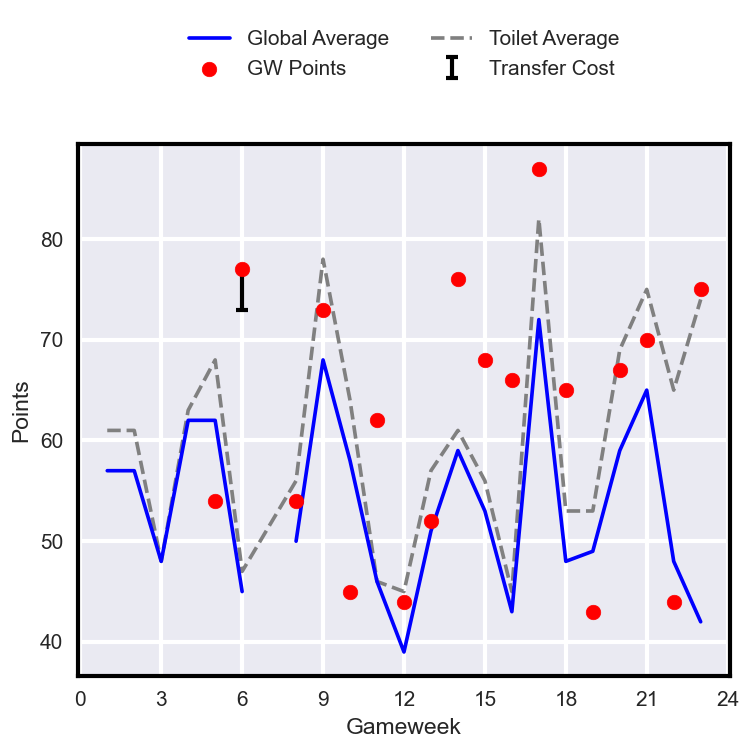 Global Average Toilet Average
GW Points Transfer Cost
Points
80
70
60
50
40
0 3 6 9 12 15 18 21 24
Gameweek